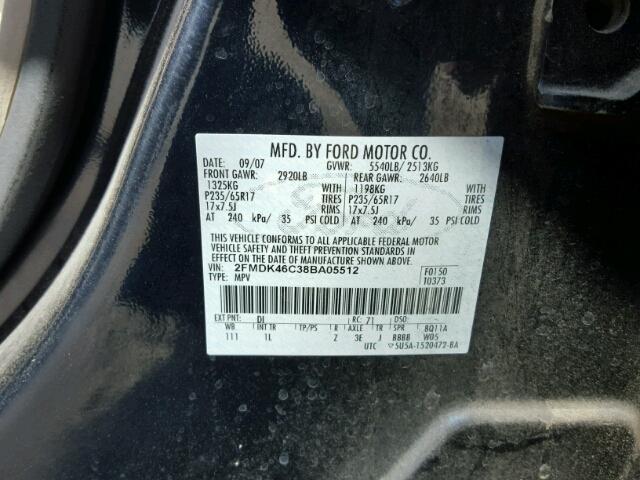 MFD. BY FORD MOTOR CO.
DATE: 09/07 GVWR: 5540LB/ 2513KG
FRONT GAWR: 2920LB REAR GAWR: 2640LB
1325KG WITH 1198KG WITH
P235/65R17 TIRES P235/65R17 TIRES
17x7.5J RIMS 17x7.5J RIMS
AT 240 kPa/ 35 PSI COLD AT 240 kPa/ 35 PSI COLD
THIS VEHICLE CONFORMS TO ALL APPLICABLE FEDERAL MOTOR
VEHICLE SAFETY AND THEFT PREVENTION STANDARDS IN
EFFECT ON THE DATE OF MANUFACTURE SHOWN ABOVE.
VIN: 2FMDK46C38BA05512 F0150
TYPE: MPV T0373
EXT PNT: DI RC: 71 DSO:
WB INT TR TP/PS R AXLE TR SPR BQ11A
111 1L 2 3E J BBBB W05
UTC 5U5A-1520472-BA